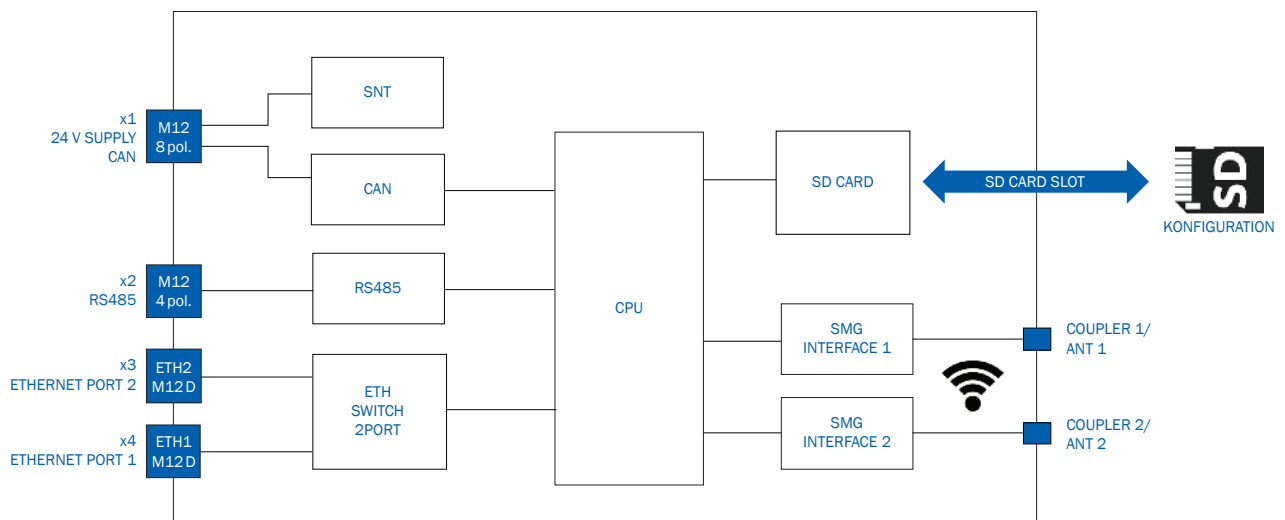 x1
24 V SUPPLY
CAN
M12
8 pol.
SNT
CAN
x2
RS485
M12
4 pol.
RS485
x3
ETHERNET PORT 2
ETH2
M12 D
x4
ETHERNET PORT 1
ETH1
M12 D
ETH
SWITCH
2PORT
CPU
SD CARD
SD CARD SLOT
SD
KONFIGURATION
SMG
INTERFACE 1
COUPLER 1/
ANT 1
SMG
INTERFACE 2
COUPLER 2/
ANT 2